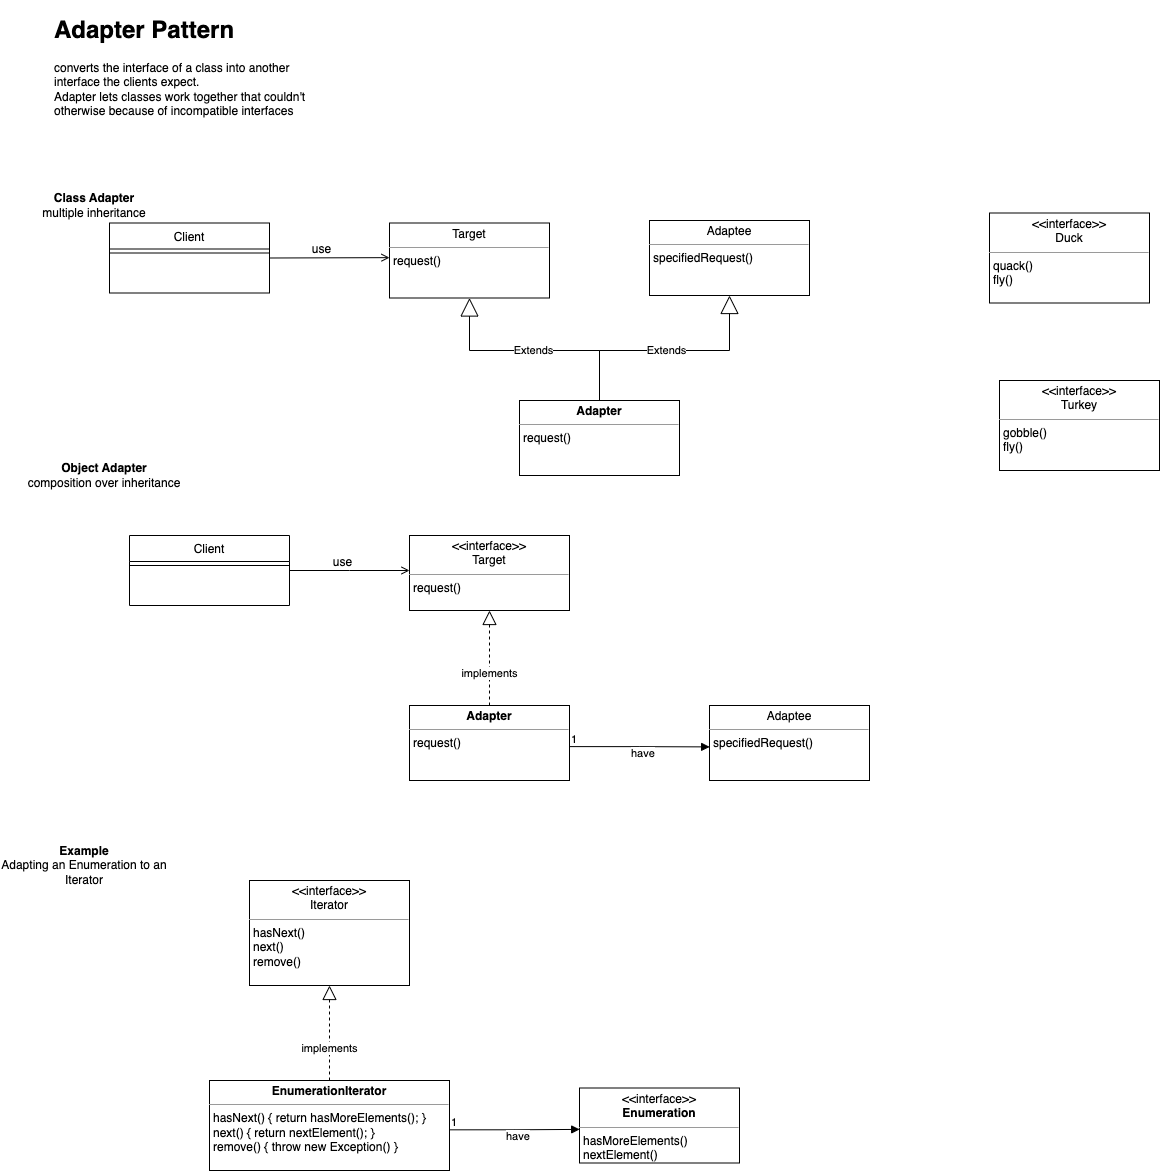 Adapter Pattern
converts the interface of a class into another
interface the clients expect.
Adapter lets classes work together that couldn't
otherwise because of incompatible interfaces
Class Adapter
multiple inheritance
Client
use
Target
request()
Adaptee
specifiedRequest()
<<interface>>
Duck
quack()
fly()
Extends
Extends
Adapter
request()
<<interface>>
Turkey
gobble()
fly()
Object Adapter
composition over inheritance
Client
use
<<interface>>
Target
request()
implements
Adapter
request()
1
have
Adaptee
specifiedRequest()
Example
Adapting an Enumeration to an
Iterator
<<interface>>
Iterator
hasNext()
next()
remove()
implements
EnumerationIterator
hasNext() { return hasMoreElements(); }
next() { return nextElement(); }
remove() { throw new Exception() }
1
have
<<interface>>
Enumeration
hasMoreElements()
nextElement()